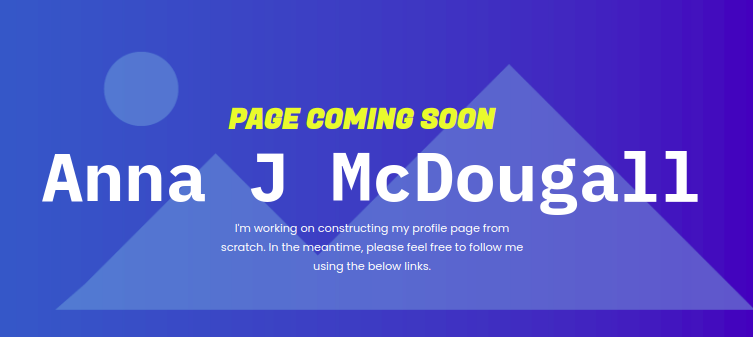 PAGE COMING SOON
Anna J McDougall
I'm working on constructing my profile page from
scratch. In the meantime, please feel free to follow me
using the below links.